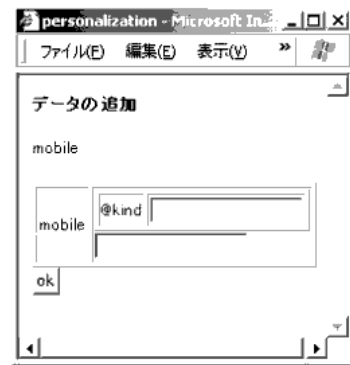 personalization - Microsoft In
ファイル(F) 編集(E) 表示(V) »
データの追加
mobile
@kind
mobile
ok